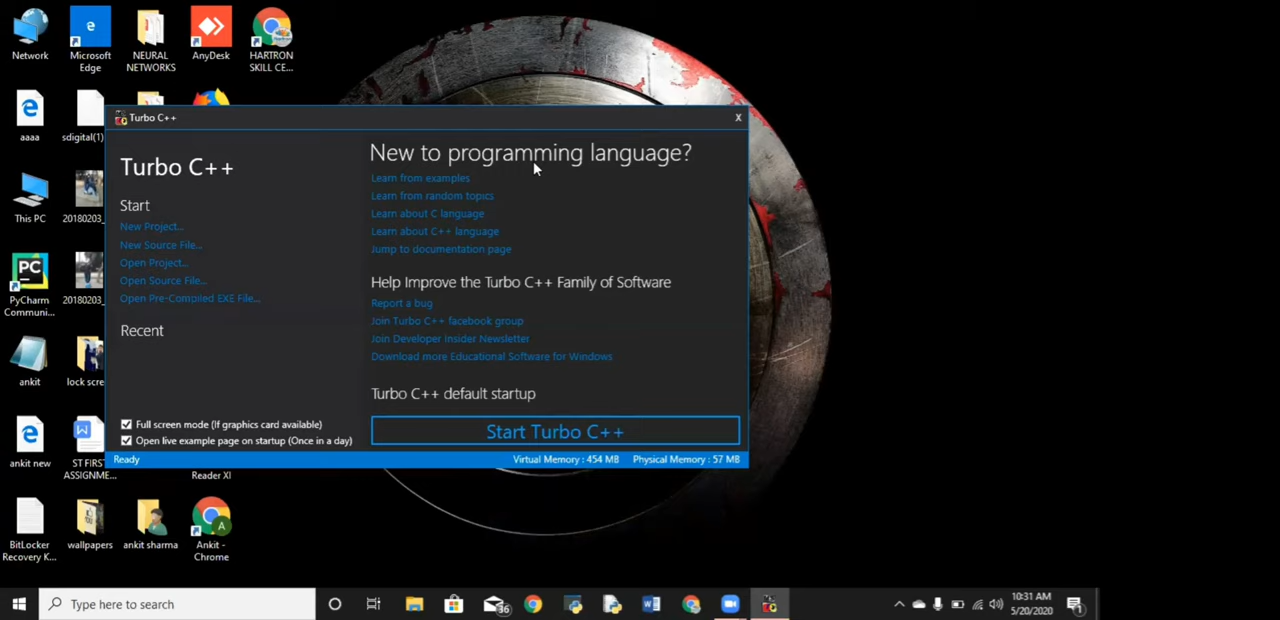 Network
Microsoft
Edge
NEURAL
NETWORKS
AnyDesk
HARTRON
SKILL CE...
aaaa
sdigital(1)
This PC
20180203_
PyCharm
Communi...
20180203_
ankit
lock scre
ankit new
ST FIRS
ASSIGNME...
Reader XI
BitLocker
Recovery K...
wallpapers
ankit sharma
Ankit -
Chrome
Turbo C++
X
Turbo C++
Start
New Project...
New Source File...
Open Project...
Open Source File...
Open Pre-Compiled EXE File...
Recent
Full screen mode (If graphics card available)
Open live example page on startup (Once in a day)
New to programming language?
Learn from examples
Learn from random topics
Learn about C language
Learn about C++ language
Jump to documentation page
Help Improve the Turbo C++ Family of Software
Report a bug
Join Turbo C++ facebook group
Join Developer Insider Newsletter
Download more Educational Software for Windows
Turbo C++ default startup
Start Turbo C++
Ready
Virtual Memory : 454 MB
Physical Memory : 57 MB
Type here to search
36
10:31 AM
5/20/2020
1